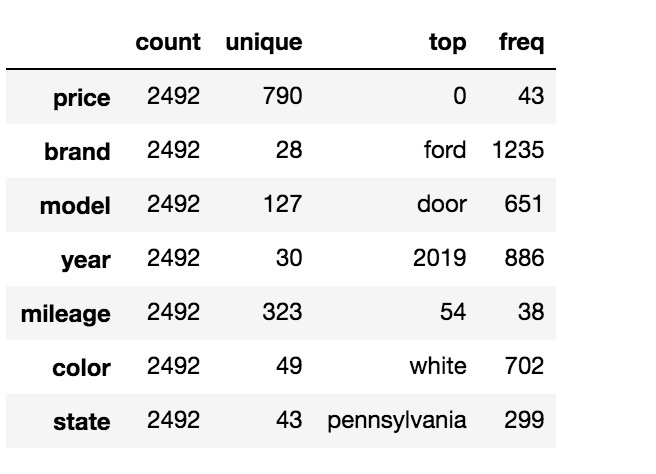 count unique top freq
price 2492 790 0 43
brand 2492 28 ford 1235
model 2492 127 door 651
year 2492 30 2019 886
mileage 2492 323 54 38
color 2492 49 white 702
state 2492 43 pennsylvania 299